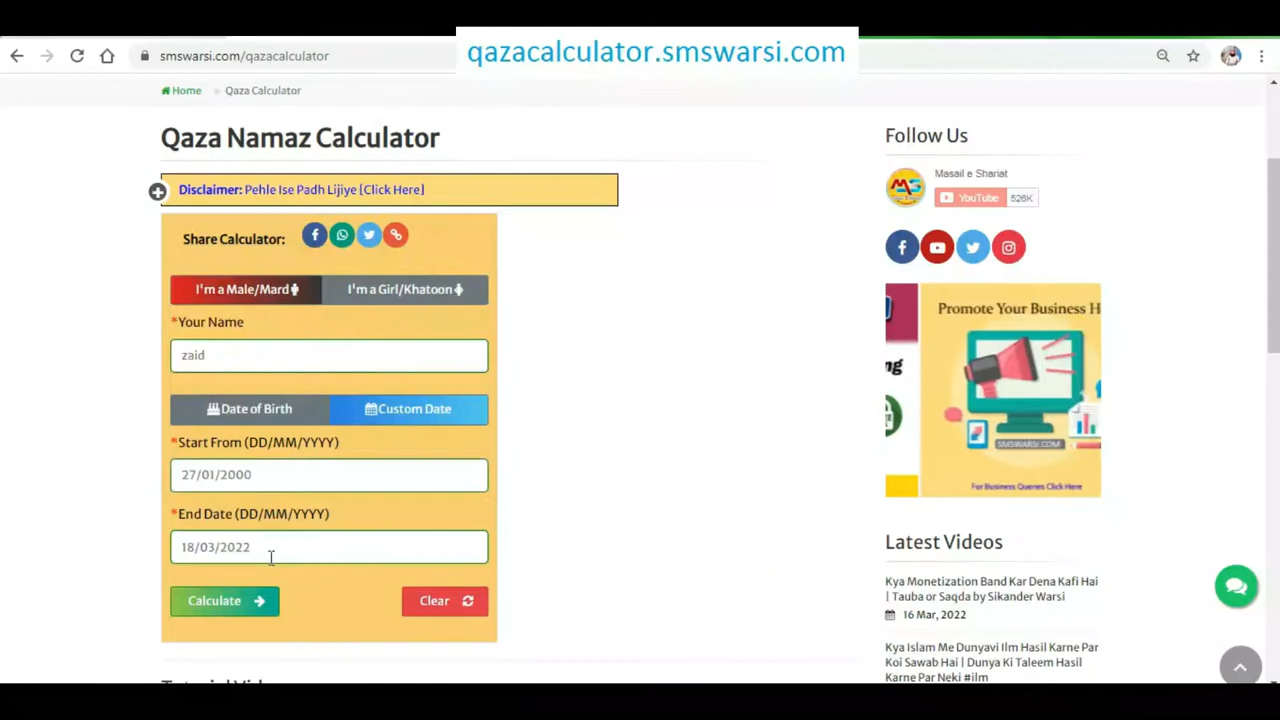 qazacalculator.smswarsi.com
smswarsi.com/qazacalculator
Home » Qaza Calculator
Qaza Namaz Calculator
Disclaimer: Pehle Ise Padh Lijiye [Click Here]
Share Calculator:
I'm a Male/Mard
I'm a Girl/Khatoon
*Your Name
zaid
Date of Birth
Custom Date
*Start From (DD/MM/YYYY)
27/01/2000
*End Date (DD/MM/YYYY)
18/03/2022
Calculate
Clear
Follow Us
Masail e Shariat
MS
YouTube
526K
Promote Your Business H
SMSWARSI.COM
For Business Queries Click Here
Latest Videos
Kya Monetization Band Kar Dena Kafi Hai
| Tauba or Saqda by Sikander Warsi
16 Mar, 2022
Kya Islam Me Dunyavi Ilm Hasil Karne Par
Koi Sawab Hai | Dunya Ki Taleem Hasil
Karne Par Neki #ilm